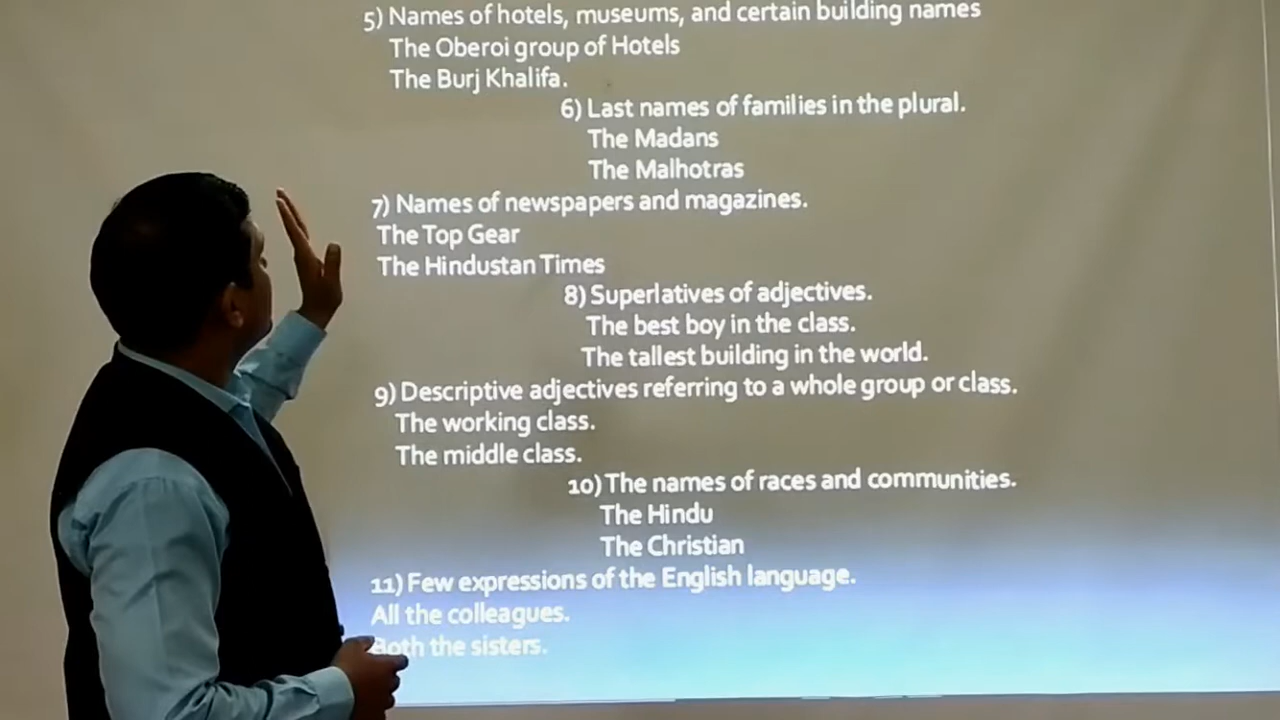 5) Names of hotels, museums, and certain building names
The Oberoi group of Hotels
The Burj Khalifa.
6) Last names of families in the plural.
The Madans
The Malhotras
7) Names of newspapers and magazines.
The Top Gear
The Hindustan Times
8) Superlatives of adjectives.
The best boy in the class.
The tallest building in the world.
9) Descriptive adjectives referring to a whole group or class.
The working class.
The middle class.
10) The names of races and communities.
The Hindu
The Christian
11) Few expressions of the English language.
All the colleagues.
Both the sisters.